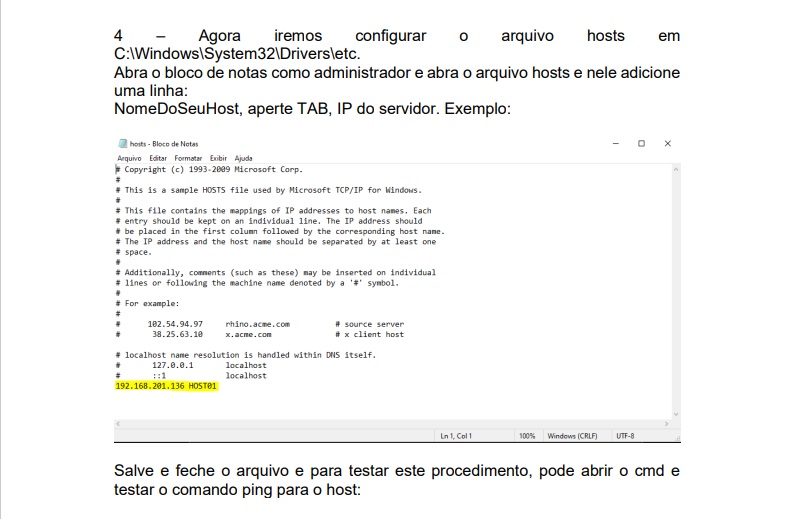 4 – Agora iremos configurar o arquivo hosts em
C:\Windows\System32\Drivers\etc.
Abra o bloco de notas como administrador e abra o arquivo hosts e nele adicione
uma linha:
NomeDoSeuHost, aperte TAB, IP do servidor. Exemplo:
hosts - Bloco de Notas
Arquivo Editar Formatar Exibir Ajuda
# Copyright (c) 1993-2009 Microsoft Corp.
#
# This is a sample HOSTS file used by Microsoft TCP/IP for Windows.
#
# This file contains the mappings of IP addresses to host names. Each
# entry should be kept on an individual line. The IP address should
# be placed in the first column followed by the corresponding host name.
# The IP address and the host name should be separated by at least one
# space.
#
# Additionally, comments (such as these) may be inserted on individual
# lines or following the machine name denoted by a '#' symbol.
#
# For example:
#
# 102.54.94.97 rhino.acme.com # source server
# 38.25.63.10 x.acme.com # x client host
# localhost name resolution is handled within DNS itself.
# 127.0.0.1 localhost
# ::1 localhost
192.168.201.136 HOST01
Ln 1, Col 1 100% Windows (CRLF) UTF-8
Salve e feche o arquivo e para testar este procedimento, pode abrir o cmd e
testar o comando ping para o host: